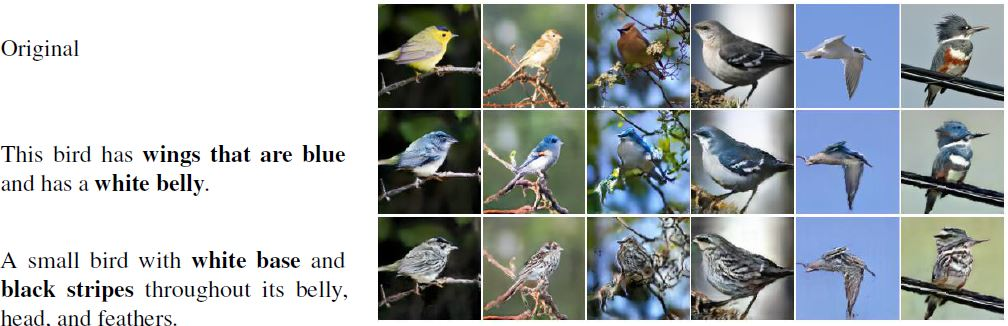 Original
This bird has wings that are blue
and has a white belly.
A small bird with white base and
black stripes throughout its belly,
head, and feathers.